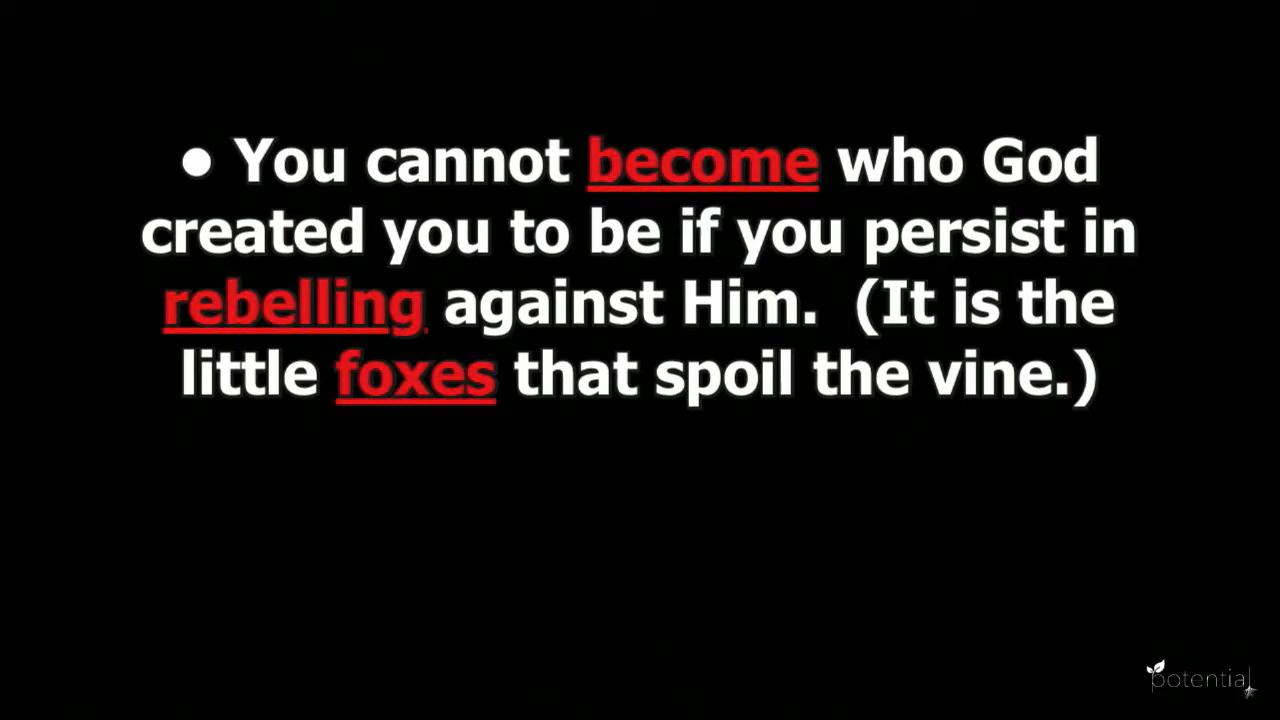 • You cannot become who God
created you to be if you persist in
rebelling against Him.  (It is the
little foxes that spoil the vine.)
potential